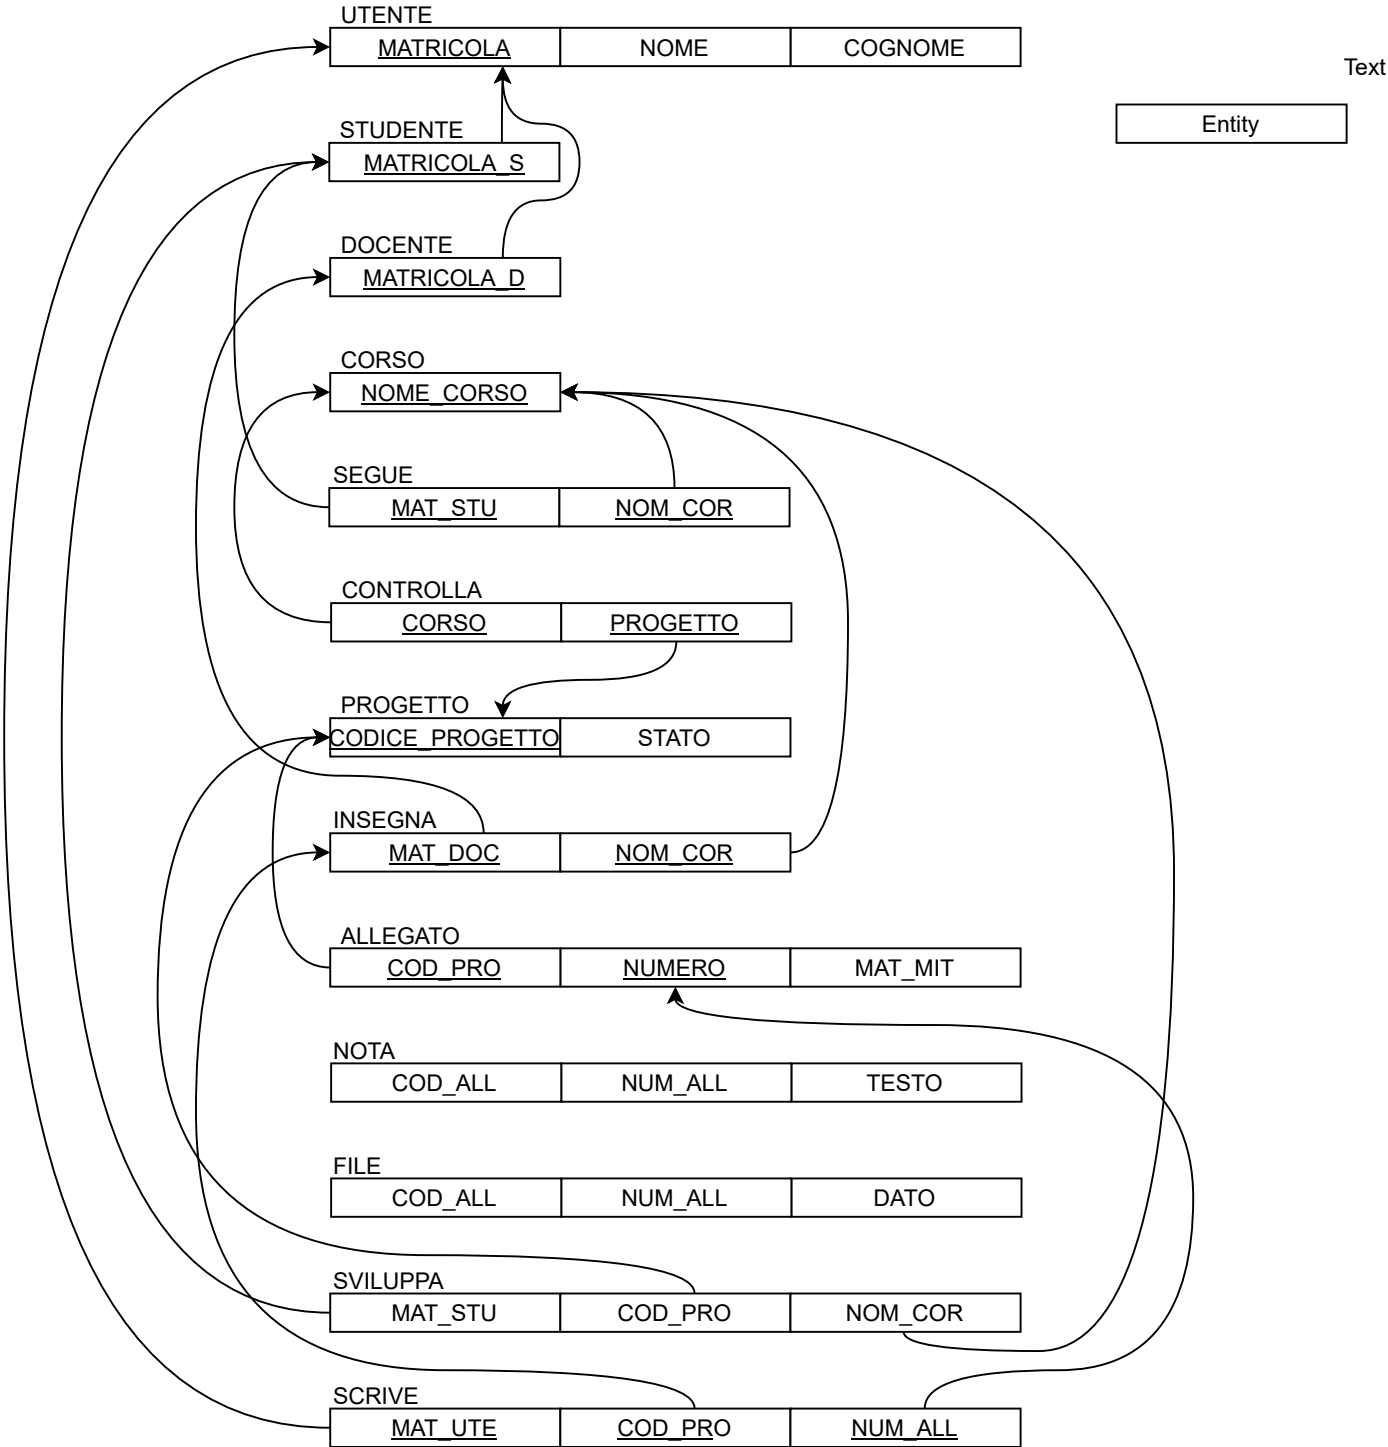 UTENTE
MATRICOLA NOME COGNOME
Text
Entity
STUDENTE
MATRICOLA_S
DOCENTE
MATRICOLA_D
CORSO
NOME_CORSO
SEGUE
MAT_STU NOM_COR
CONTROLLA
CORSO PROGETTO
PROGETTO
CODICE_PROGETTO STATO
INSEGNA
MAT_DOC NOM_COR
ALLEGATO
COD_PRO NUMERO MAT_MIT
NOTA
COD_ALL NUM_ALL TESTO
FILE
COD_ALL NUM_ALL DATO
SVILUPPA
MAT_STU COD_PRO NOM_COR
SCRIVE
MAT_UTE COD_PRO NUM_ALL